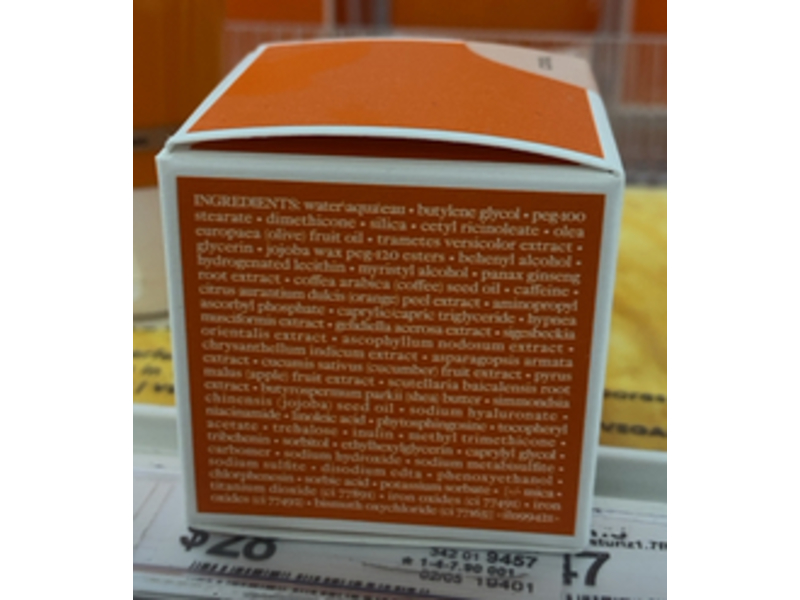 INGREDIENTS: water\aqua\eau • butylene glycol • peg-100
stearate • dimethicone • silica • cetyl ricinoleate • olea
europaea (olive) fruit oil • trametes versicolor extract •
glycerin • jojoba wax peg-120 esters • behenyl alcohol •
hydrogenated lecithin • myristyl alcohol • panax ginseng
root extract • coffea arabica (coffee) seed oil • caffeine •
citrus aurantium dulcis (orange) peel extract • aminopropyl
ascorbyl phosphate • caprylic/capric triglyceride • hypnea
musciformis extract • gelidiella acerosa extract • sigesbeckia
orientalis extract • ascophyllum nodosum extract •
chrysanthellum indicum extract • asparagopsis armata
extract • cucumis sativus (cucumber) fruit extract • pyrus
malus (apple) fruit extract • scutellaria baicalensis root
extract • butyrospermum parkii (shea) butter • simmondsia
chinensis (jojoba) seed oil • sodium hyaluronate •
niacinamide • linoleic acid • phytosphingosine • tocopheryl
acetate • trehalose • inulin • methyl trimethicone •
tribehenin • sorbitol • ethylhexylglycerin • caprylyl glycol •
carbomer • sodium hydroxide • sodium metabisulfite •
sodium sulfite • disodium edta • phenoxyethanol •
chlorphenesin • sorbic acid • potassium sorbate • [+/- mica •
titanium dioxide (ci 77891) • iron oxides (ci 77491) • iron
oxides (ci 77492) • bismuth oxychloride (ci 77163)]
$28
342 01 9457
02/05 19401